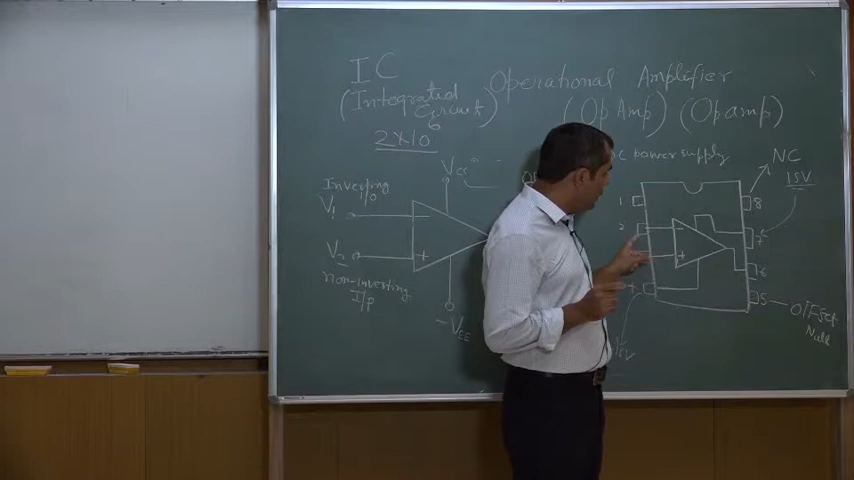 IC
Operational Amplifier
(Integrated
Circuit)
(Op Amp) (Opamp)
2x10
Vcc
power supply
NC
15V
Inverting
I/p
V1
1
8
2
7
V2
non-inverting
I/p
6
-VEE
5
Offset
Null